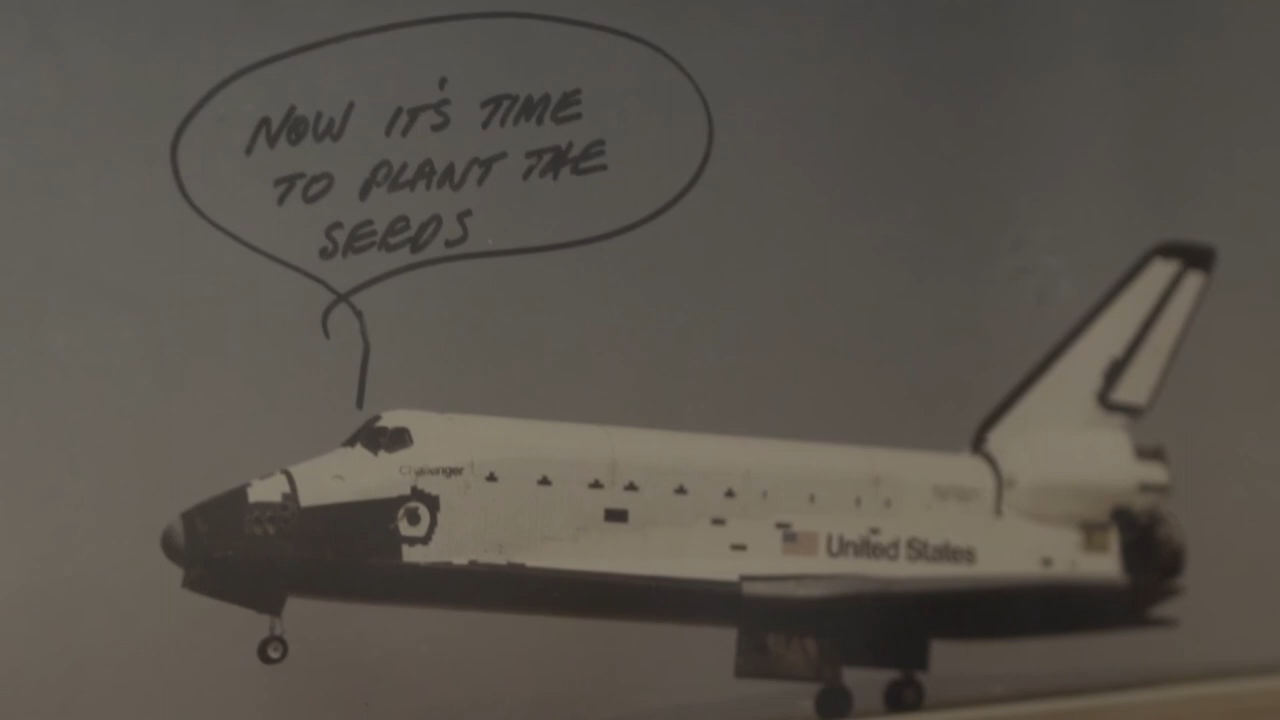 NOW IT'S TIME
TO PLANT THE
SEEDS
Challenger
United States